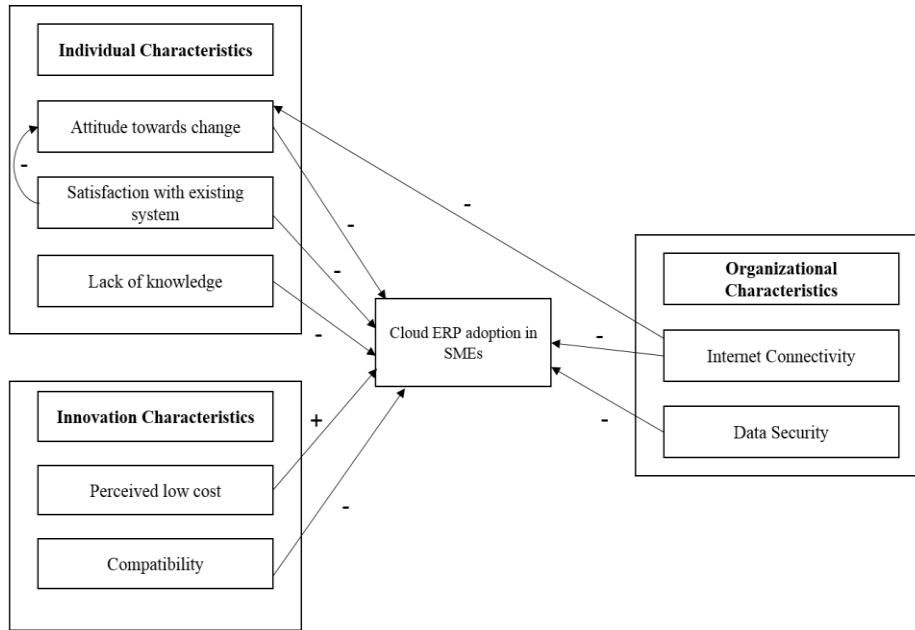 Individual Characteristics
Attitude towards change
-
Satisfaction with existing
system
Lack of knowledge
-
-
-
Innovation Characteristics
+
Perceived low cost
-
Compatibility
Cloud ERP adoption in
SMEs
-
-
-
Organizational
Characteristics
Internet Connectivity
Data Security